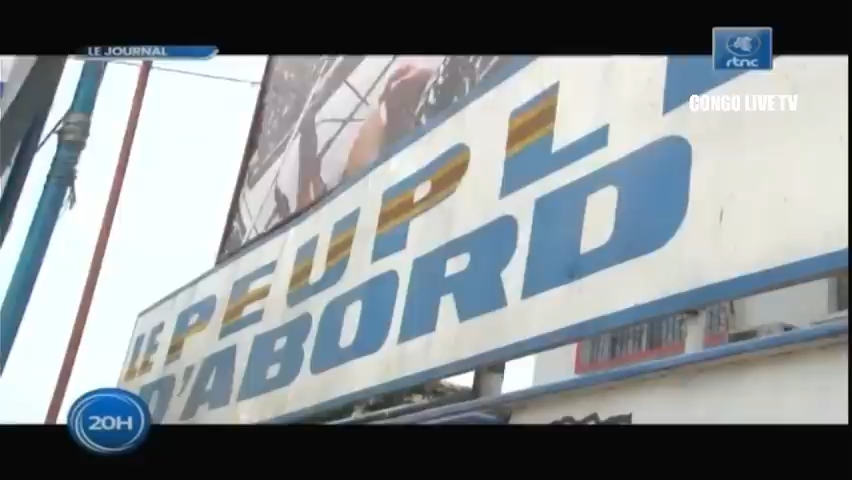 LE JOURNAL
rtnc
CONGO LIVE TV
LE PEUPL
D'ABORD
20H